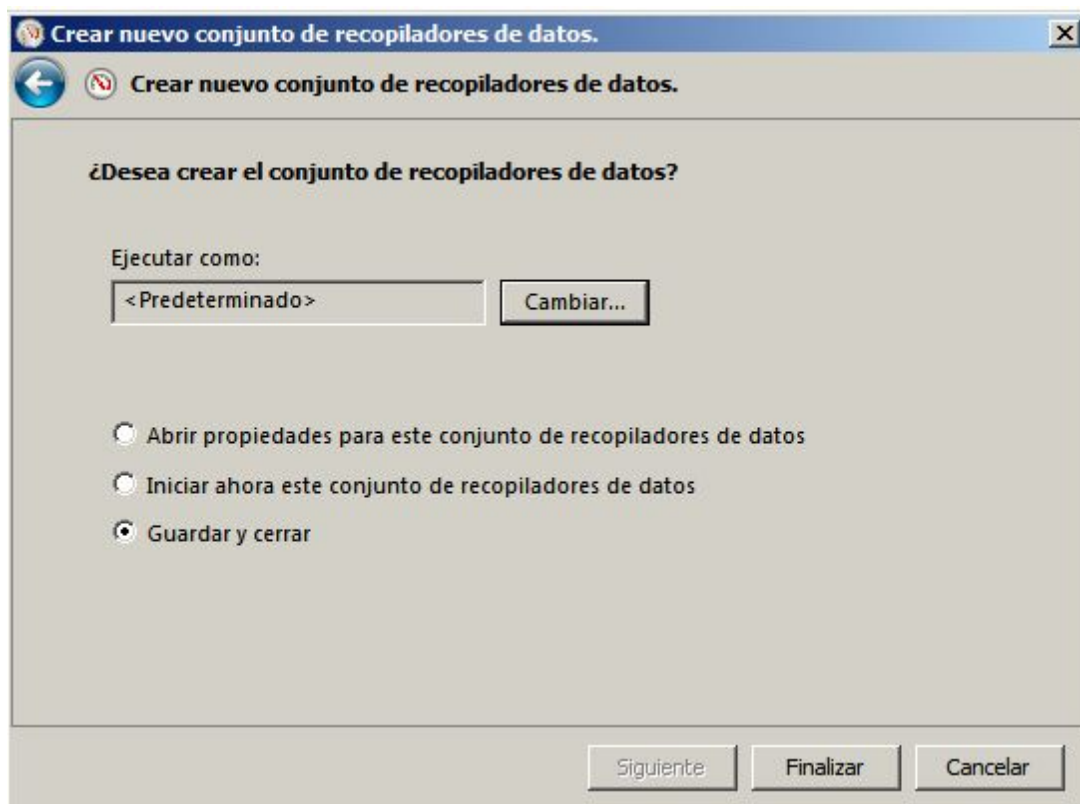 Crear nuevo conjunto de recopiladores de datos.
Crear nuevo conjunto de recopiladores de datos.
¿Desea crear el conjunto de recopiladores de datos?
Ejecutar como:
<Predeterminado>
Cambiar...
Abrir propiedades para este conjunto de recopiladores de datos
Iniciar ahora este conjunto de recopiladores de datos
Guardar y cerrar
Siguiente
Finalizar
Cancelar